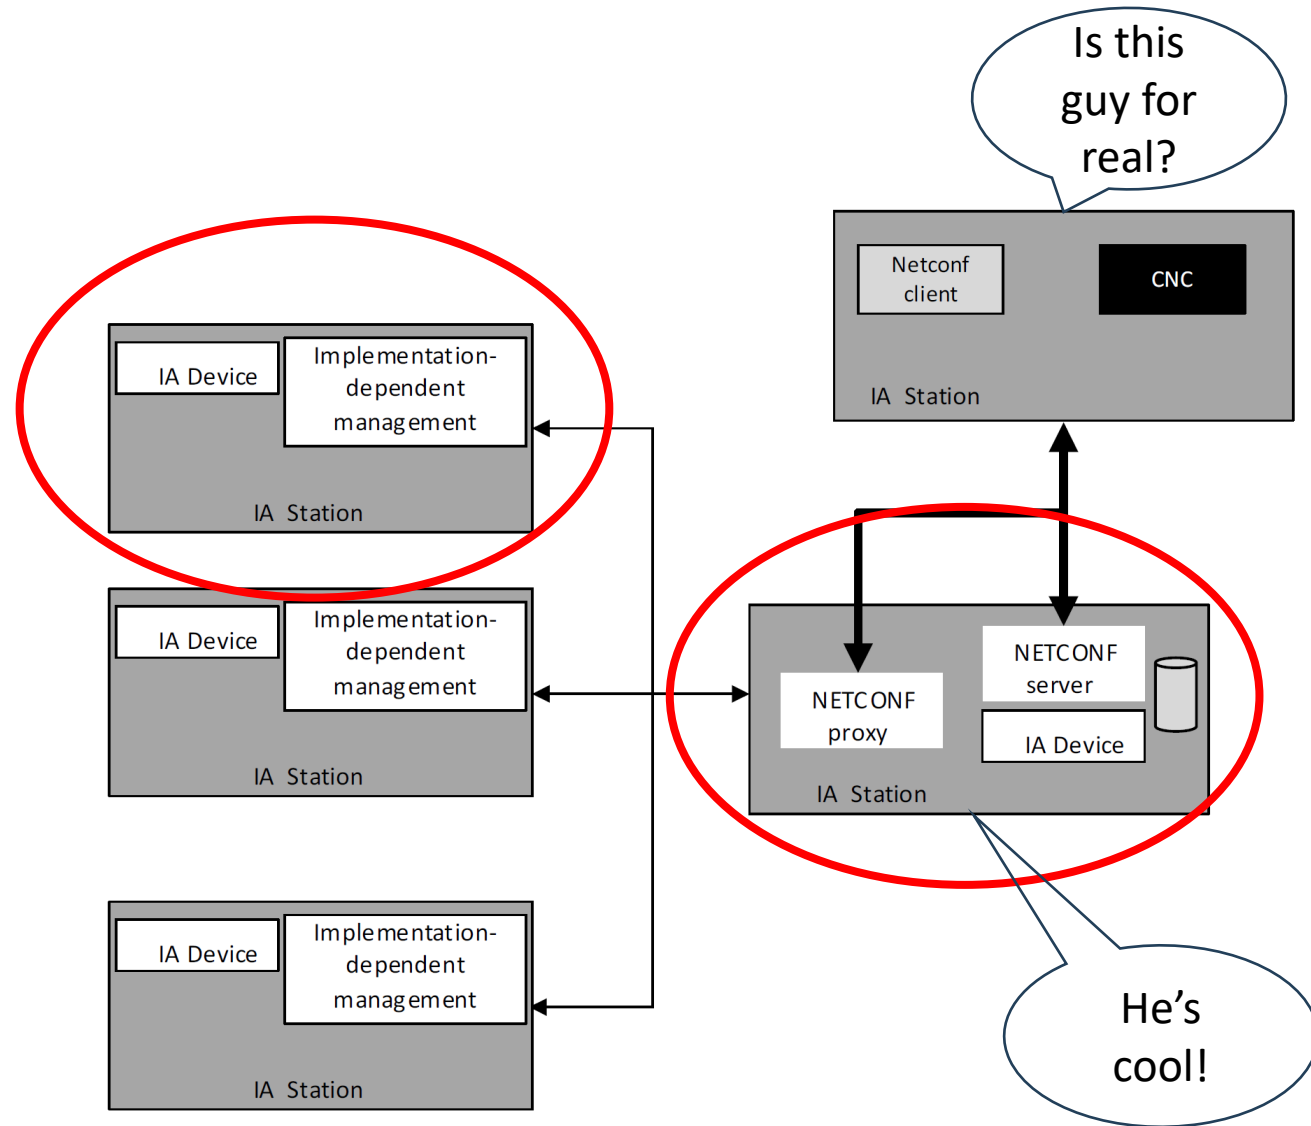 Is this
guy for
real?
Netconf
client
CNC
IA Station
IA Device
Implementation-
dependent
management
IA Station
IA Device
Implementation-
dependent
management
IA Station
NETCONF
proxy
NETCONF
server
IA Device
IA Station
IA Device
Implementation-
dependent
management
IA Station
He's
cool!